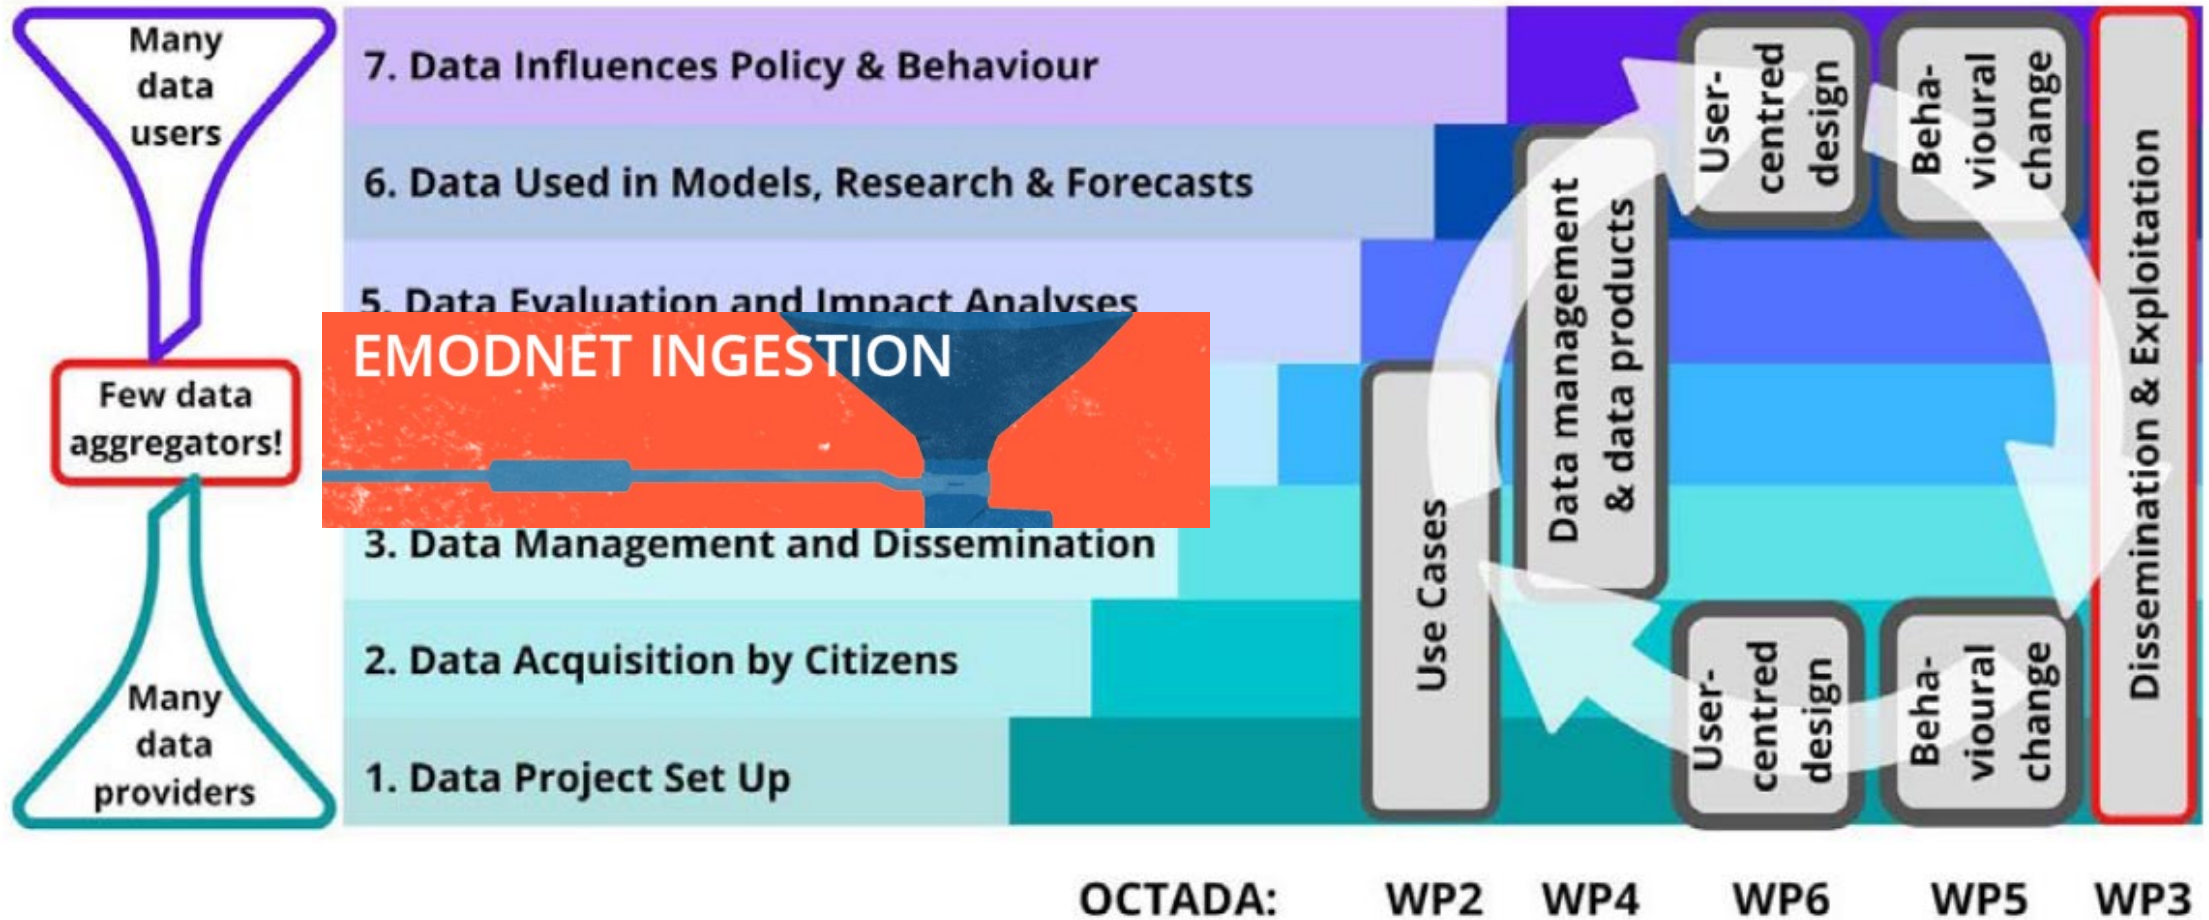 Many
data
users
Few data
aggregators!
Many
data
providers
7. Data Influences Policy & Behaviour
6. Data Used in Models, Research & Forecasts
5. Data Evaluation and Impact Analyses
EMODNET INGESTION
3. Data Management and Dissemination
2. Data Acquisition by Citizens
1. Data Project Set Up
Use Cases
Data management
& data products
User-
centred
design
Beha-
vioural
change
User-
centred
design
Beha-
vioural
change
Dissemination & Exploitation
OCTADA: WP2 WP4 WP6 WP5 WP3